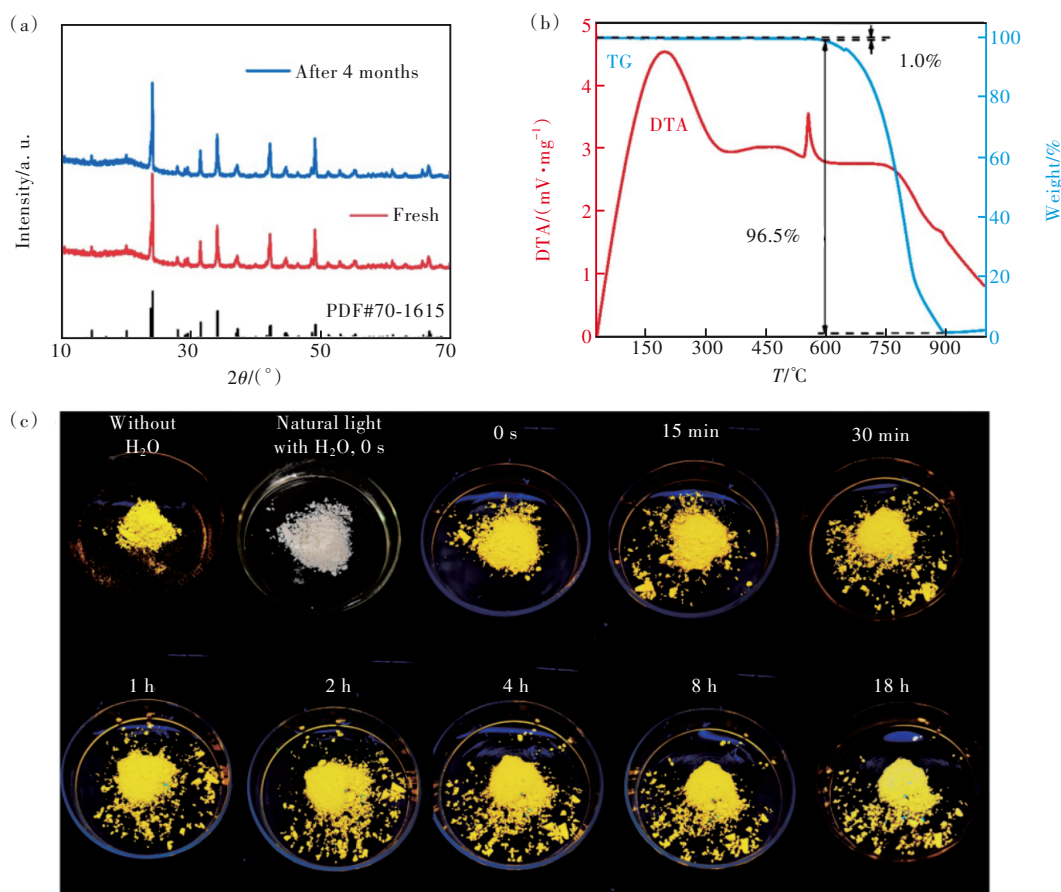 (a)
After 4 months
Fresh
PDF#70-1615
Intensity/a. u.
10 30 50 70
2θ/(°)
(b)
TG
DTA
1.0%
96.5%
DTA/(mV·mg⁻¹)
5
4
3
2
1
0
Weight/%
100
80
60
40
20
0
150 300 450 600 750 900
T/℃
(c)
Without
H₂O
Natural light
with H₂O, 0 s
0 s
15 min
30 min
1 h
2 h
4 h
8 h
18 h